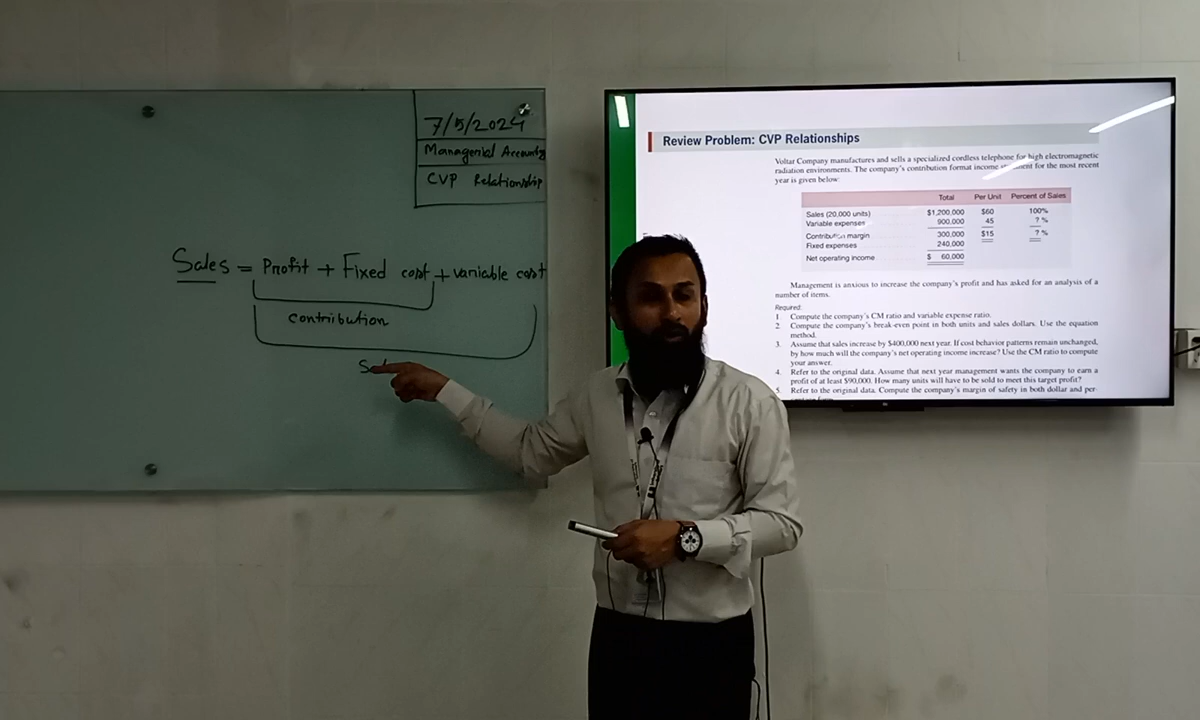 7/5/2024
Managerial Accounting
CVP Relationship
Sales = Profit + Fixed cost + variable cost
contribution
Review Problem: CVP Relationships
Voltar Company manufactures and sells a specialized cordless telephone for high electromagnetic
radiation environments. The company's contribution format income for the most recent
year is given below:
Total Per Unit Percent of Sales
Sales (20,000 units) $1,200,000 $60 100%
Variable expenses 900,000 45 ? %
Contribution margin 300,000 $15 ? %
Fixed expenses 240,000
Net operating income $ 60,000
Management is anxious to increase the company's profit and has asked for an analysis of a
number of items.
Required:
1. Compute the company's CM ratio and variable expense ratio.
2. Compute the company's break-even point in both units and sales dollars. Use the equation
method.
3. Assume that sales increase by $400,000 next year. If cost behavior patterns remain unchanged,
by how much will the company's net operating income increase? Use the CM ratio to compute
your answer.
4. Refer to the original data. Assume that next year management wants the company to earn a
profit of at least $90,000. How many units will have to be sold to meet this target profit?
5. Refer to the original data. Compute the company's margin of safety in both dollar and per-